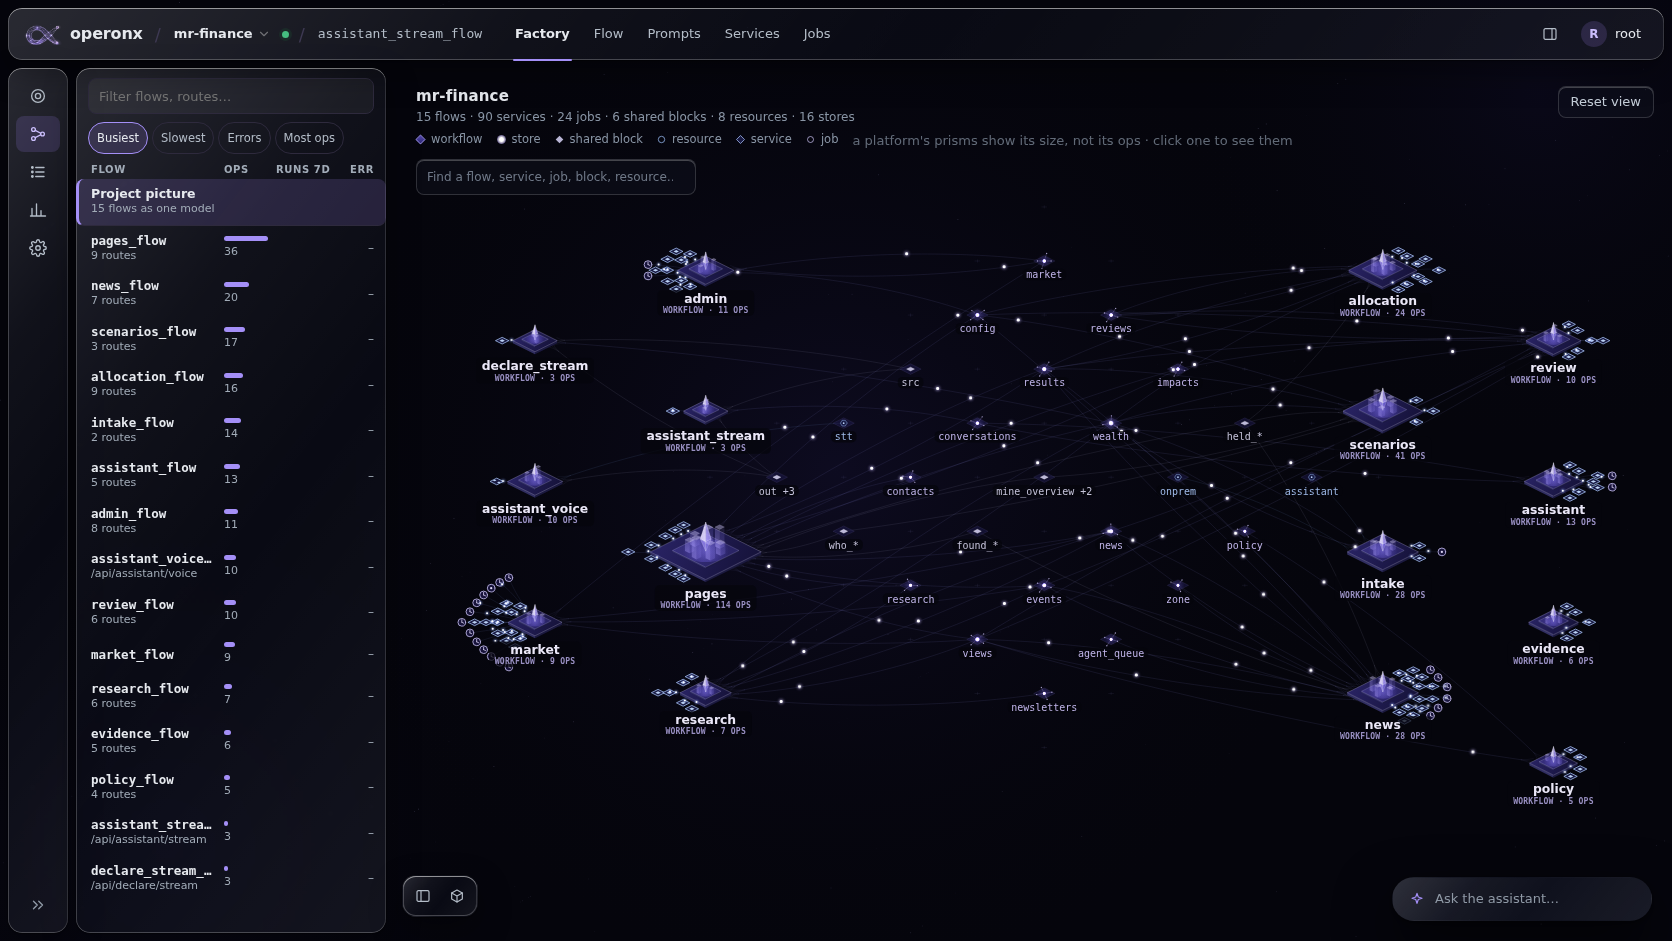 operonx / mr-finance / assistant_stream_flow Factory Flow Prompts Services Jobs R root
Filter flows, routes...
Busiest Slowest Errors Most ops
FLOW OPS RUNS 7D ERR
Project picture
15 flows as one model
pages_flow
9 routes 36 –
news_flow
7 routes 20 –
scenarios_flow
3 routes 17 –
allocation_flow
9 routes 16 –
intake_flow
2 routes 14 –
assistant_flow
5 routes 13 –
admin_flow
8 routes 11 –
assistant_voice…
/api/assistant/voice 10 –
review_flow
6 routes 10 –
market_flow 9 –
research_flow
6 routes 7 –
evidence_flow
5 routes 6 –
policy_flow
4 routes 5 –
assistant_strea…
/api/assistant/stream 3 –
declare_stream_…
/api/declare/stream 3 –
mr-finance
Reset view
15 flows · 90 services · 24 jobs · 6 shared blocks · 8 resources · 16 stores
workflow store shared block resource service job a platform's prisms show its size, not its ops · click one to see them
Find a flow, service, job, block, resource..
admin
WORKFLOW · 11 OPS
market
allocation
WORKFLOW · 24 OPS
config
reviews
declare_stream
WORKFLOW · 3 OPS
review
WORKFLOW · 10 OPS
src
results
impacts
assistant_stream
WORKFLOW · 3 OPS
stt
conversations
wealth
held_*
scenarios
WORKFLOW · 41 OPS
assistant_voice
WORKFLOW · 10 OPS
out +3
contacts
mine_overview +2
onprem
assistant
assistant
WORKFLOW · 13 OPS
who_*
found_*
news
policy
pages
WORKFLOW · 114 OPS
research
events
zone
intake
WORKFLOW · 28 OPS
market
WORKFLOW · 9 OPS
views
agent_queue
evidence
WORKFLOW · 6 OPS
research
WORKFLOW · 7 OPS
newsletters
news
WORKFLOW · 28 OPS
policy
WORKFLOW · 5 OPS
Ask the assistant...